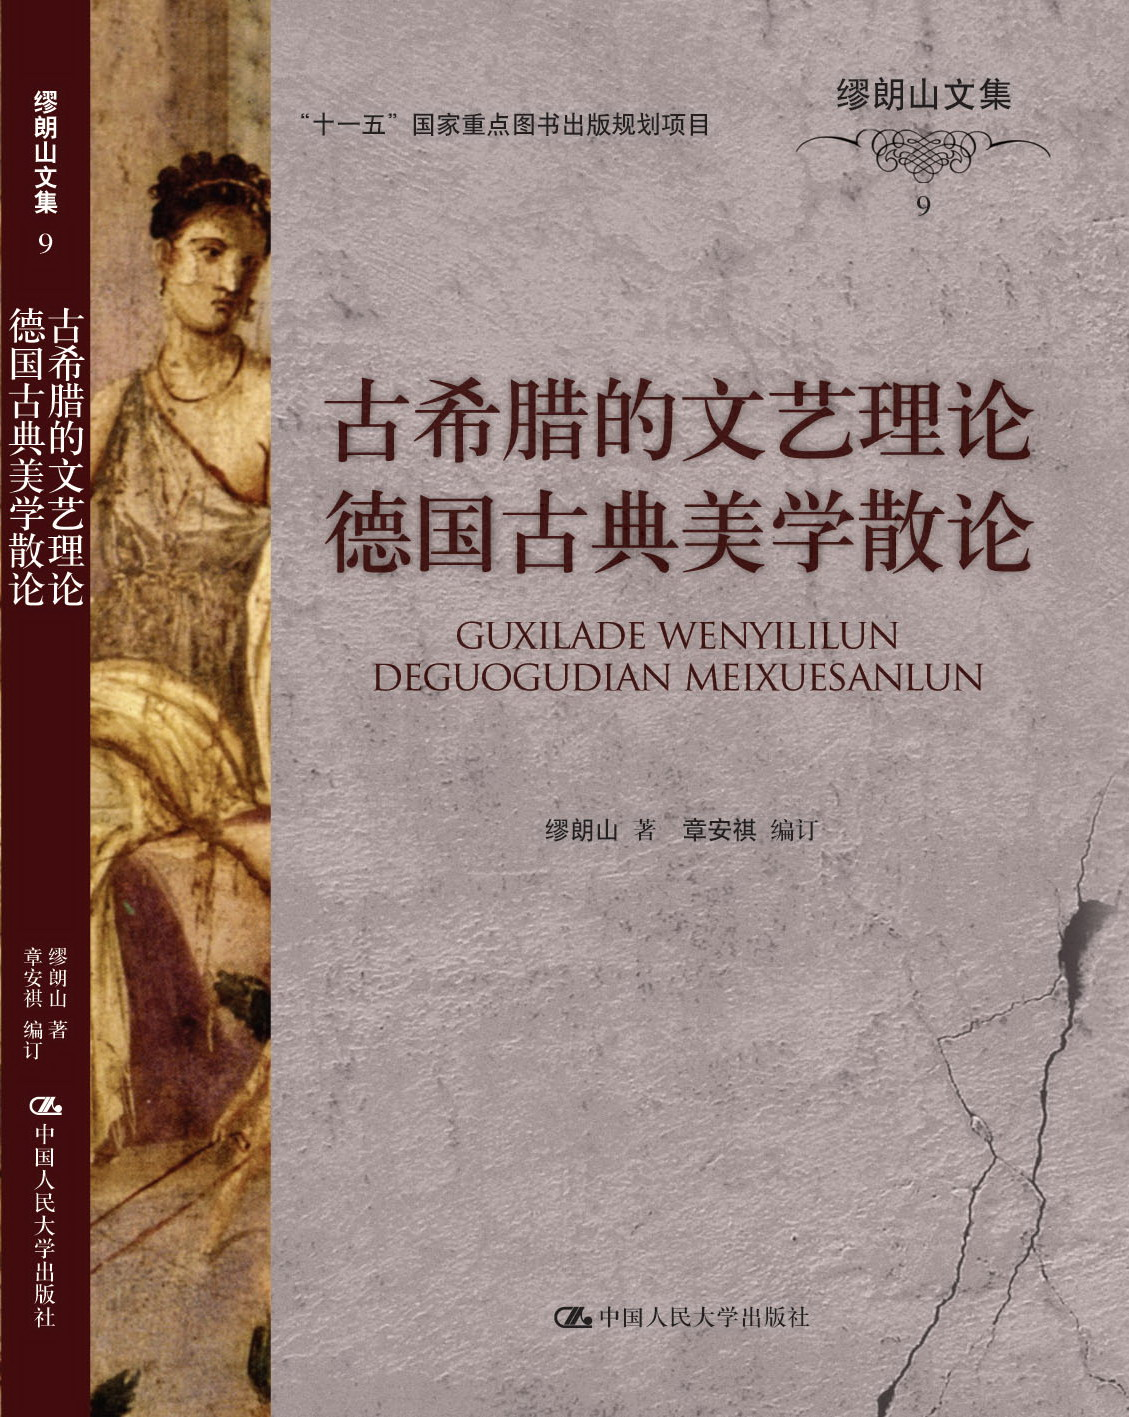 缪朗山文集
9
古希腊的文艺理论
德国古典美学散论
缪朗山 著
章安祺 编订
中国人民大学出版社
“十一五”国家重点图书出版规划项目
缪朗山文集
9
古希腊的文艺理论
德国古典美学散论
GUXILADE WENYILILUN
DEGUOGUDIAN MEIXUESANLUN
缪朗山 著 章安祺 编订
中国人民大学出版社